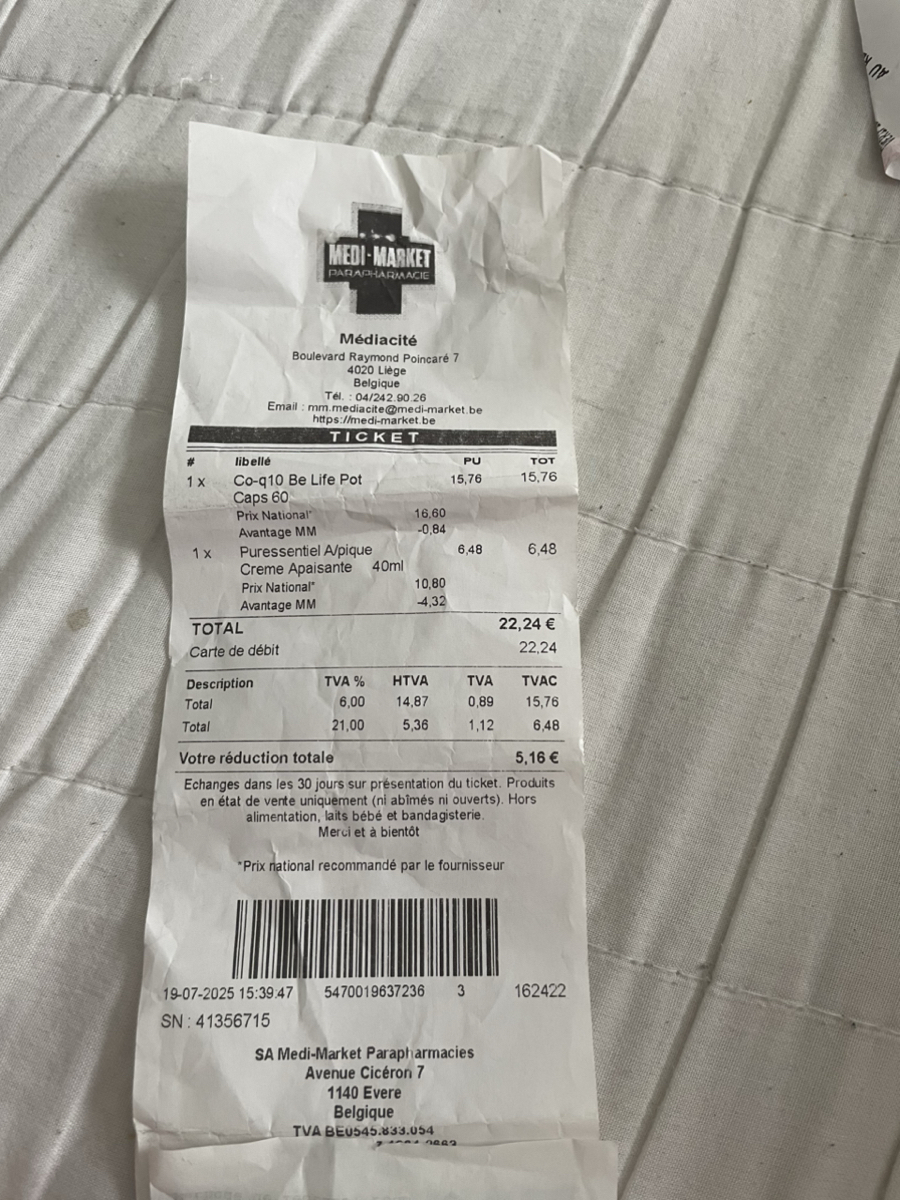 MEDI-MARKET
PARAPHARMACIE
Médiacité
Boulevard Raymond Poincaré 7
4020 Liège
Belgique
Tél. : 04/242.90.26
Email : mm.mediacite@medi-market.be
https://medi-market.be
TICKET
# libellé PU TOT
1 x Co-q10 Be Life Pot 15,76 15,76
Caps 60
Prix National* 16,60
Avantage MM -0,84
1 x Puressentiel A/pique 6,48 6,48
Creme Apaisante 40ml
Prix National* 10,80
Avantage MM -4,32
TOTAL 22,24 €
Carte de débit 22,24
Description TVA % HTVA TVA TVAC
Total 6,00 14,87 0,89 15,76
Total 21,00 5,36 1,12 6,48
Votre réduction totale 5,16 €
Echanges dans les 30 jours sur présentation du ticket. Produits
en état de vente uniquement (ni abîmés ni ouverts). Hors
alimentation, laits bébé et bandagisterie.
Merci et à bientôt
*Prix national recommandé par le fournisseur
19-07-2025 15:39:47 5470019637236 3 162422
SN : 41356715
SA Medi-Market Parapharmacies
Avenue Cicéron 7
1140 Evere
Belgique
TVA BE0545.833.054
AU